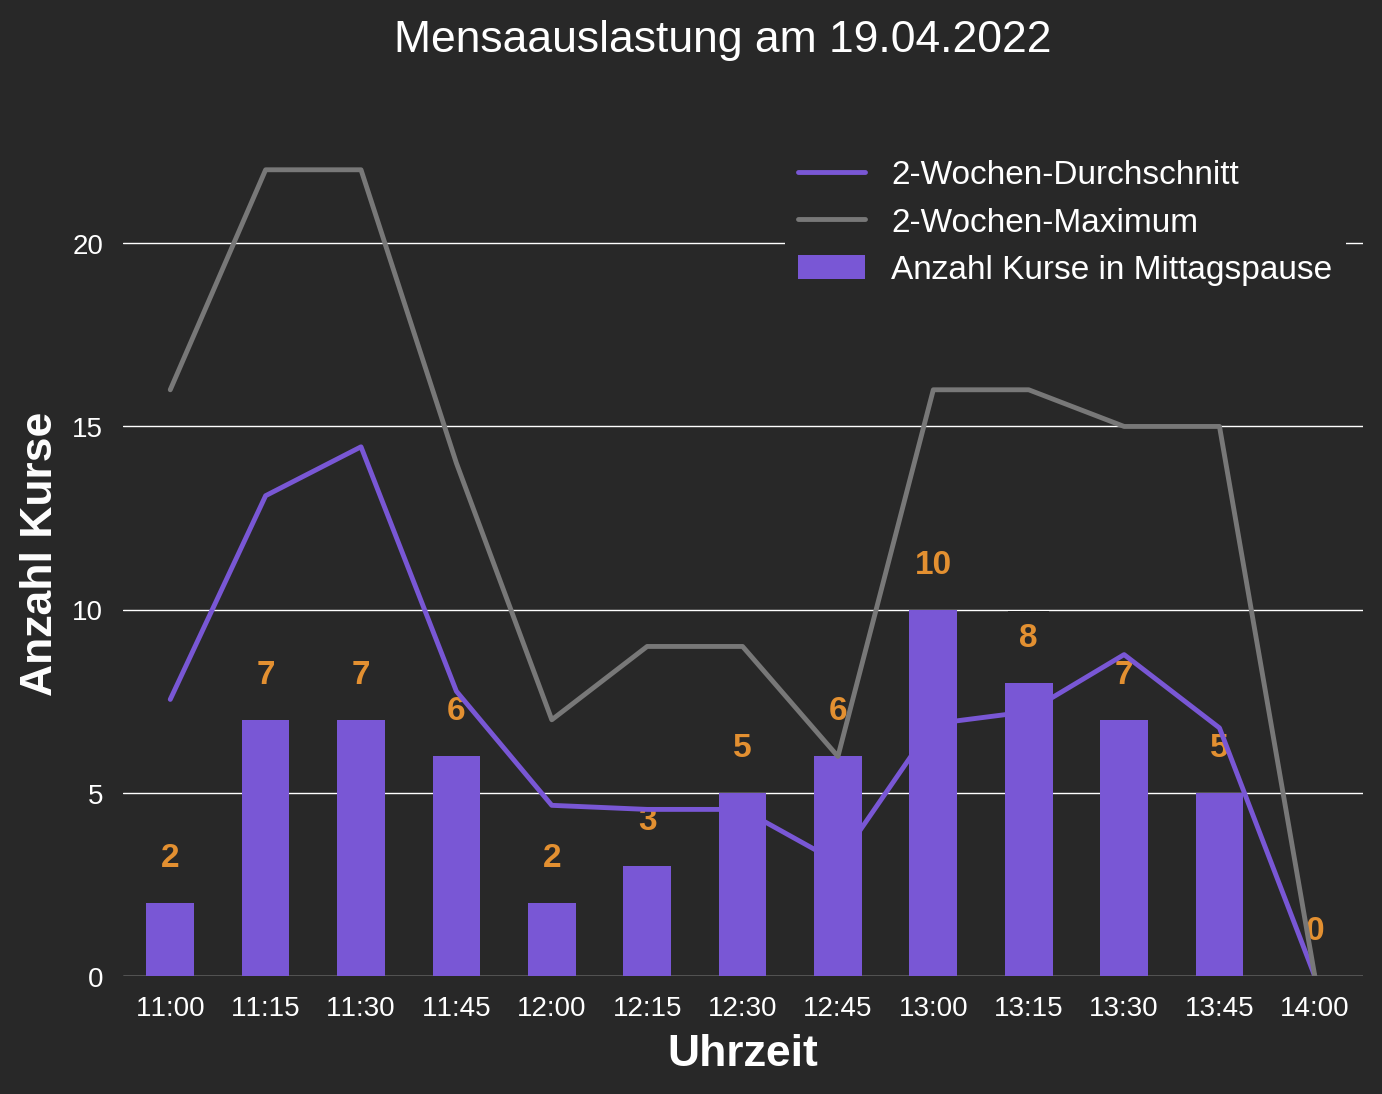 Mensaauslastung am 19.04.2022
2-Wochen-Durchschnitt
2-Wochen-Maximum
Anzahl Kurse in Mittagspause
Anzahl Kurse
20
15
10
5
0
2
7
7
6
2
3
5
6
10
8
7
5
0
11:00 11:15 11:30 11:45 12:00 12:15 12:30 12:45 13:00 13:15 13:30 13:45 14:00
Uhrzeit